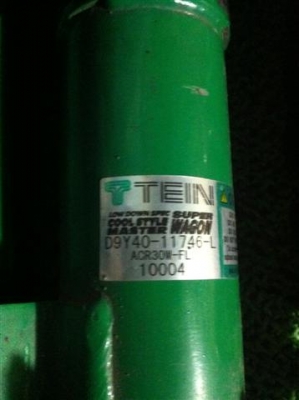 TEIN
LOW DOWN SPEC SUPER
COOL STYLE WAGON
MASTER
D9Y40-11746-L
ACR30W-FL
10004